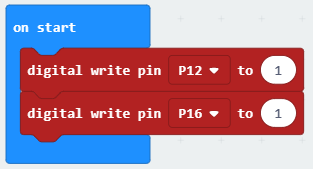 on start
digital write pin P12 to 1
digital write pin P16 to 1